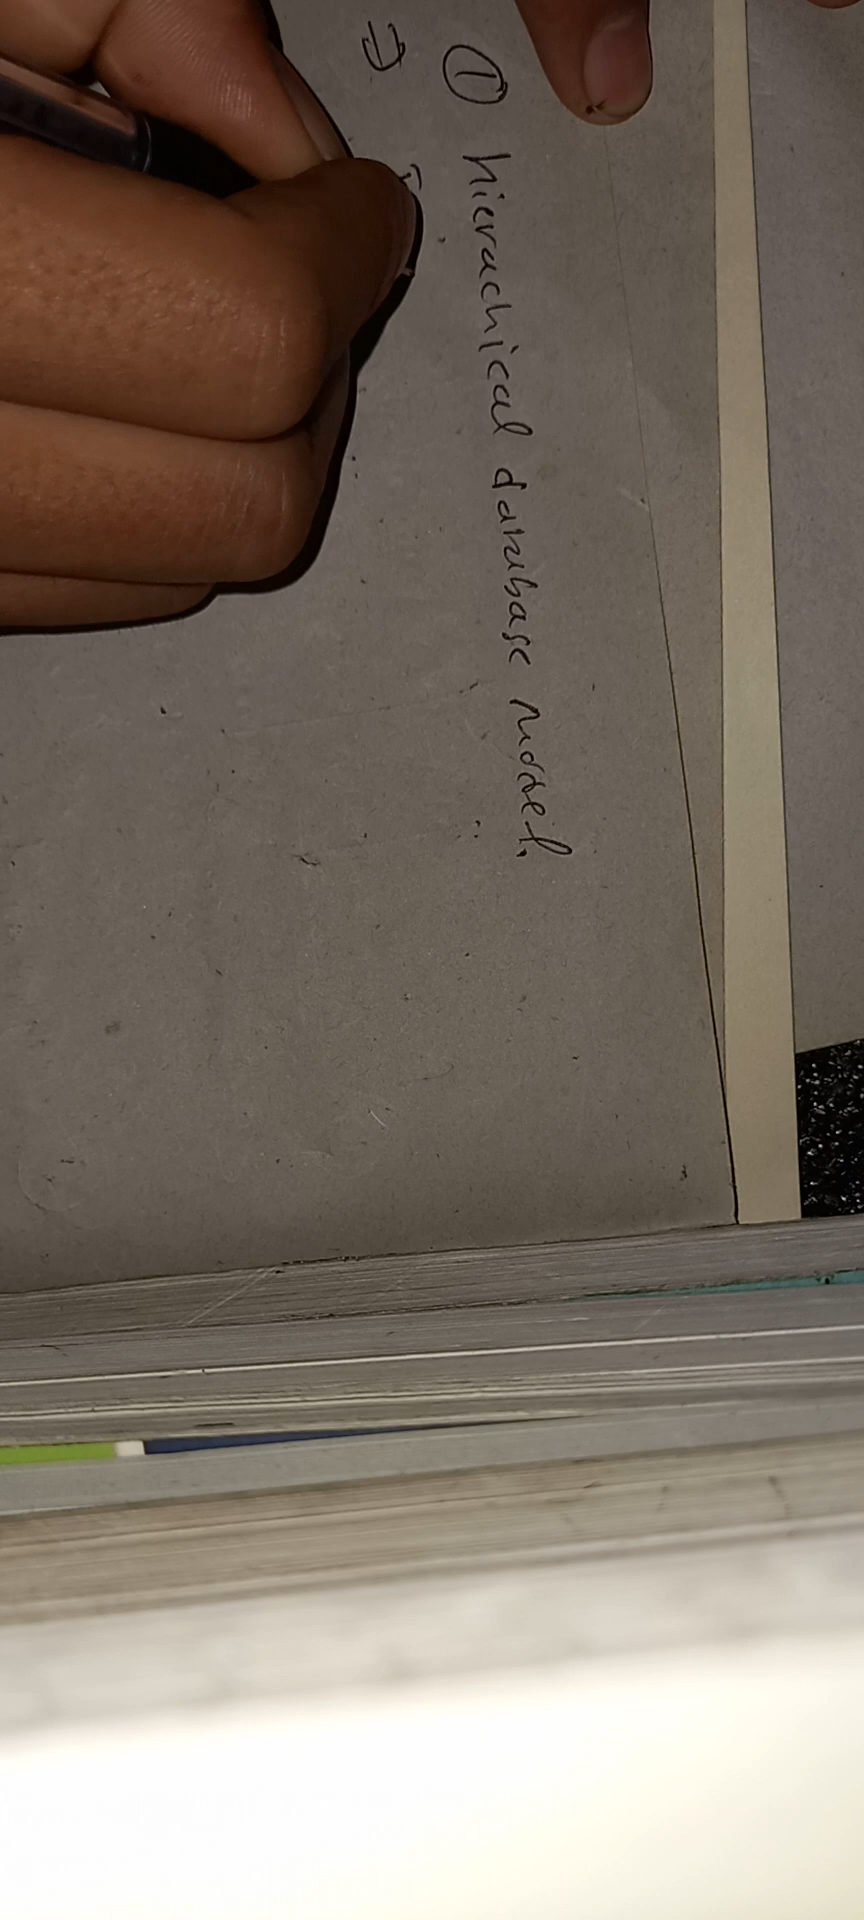 ① hierachical database model.
⇒